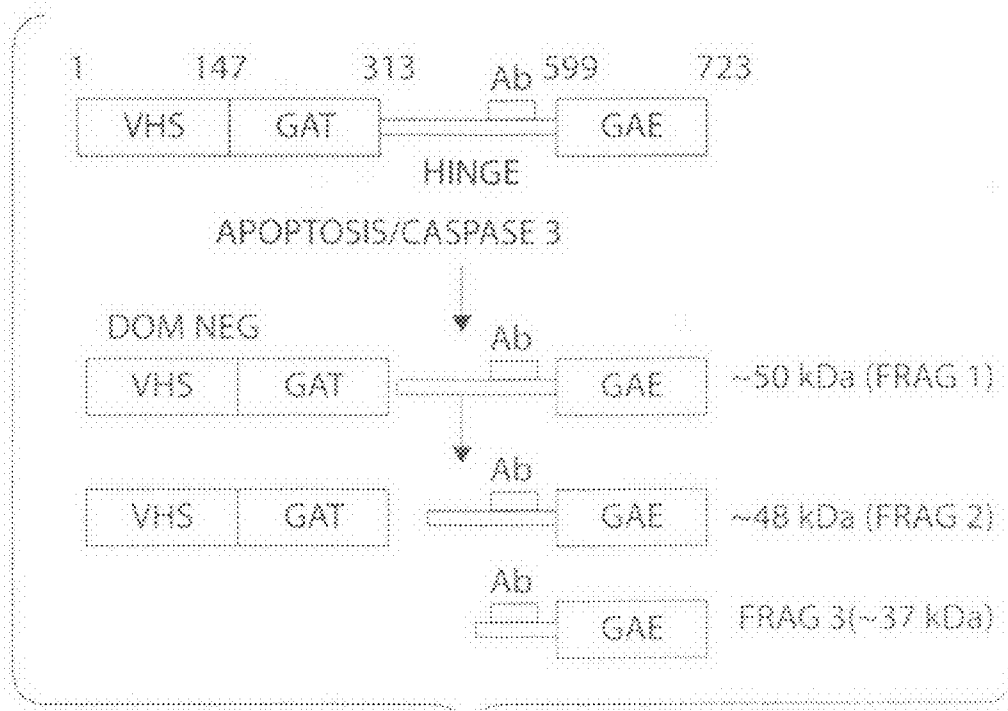 1 147 313 599 723
Ab
VHS GAT GAE
HINGE
APOPTOSIS/CASPASE 3
DOM NEG
Ab
VHS GAT GAE ~50 kDa (FRAG 1)
Ab
VHS GAT GAE ~48 kDa (FRAG 2)
Ab
GAE FRAG 3(~37 kDa)